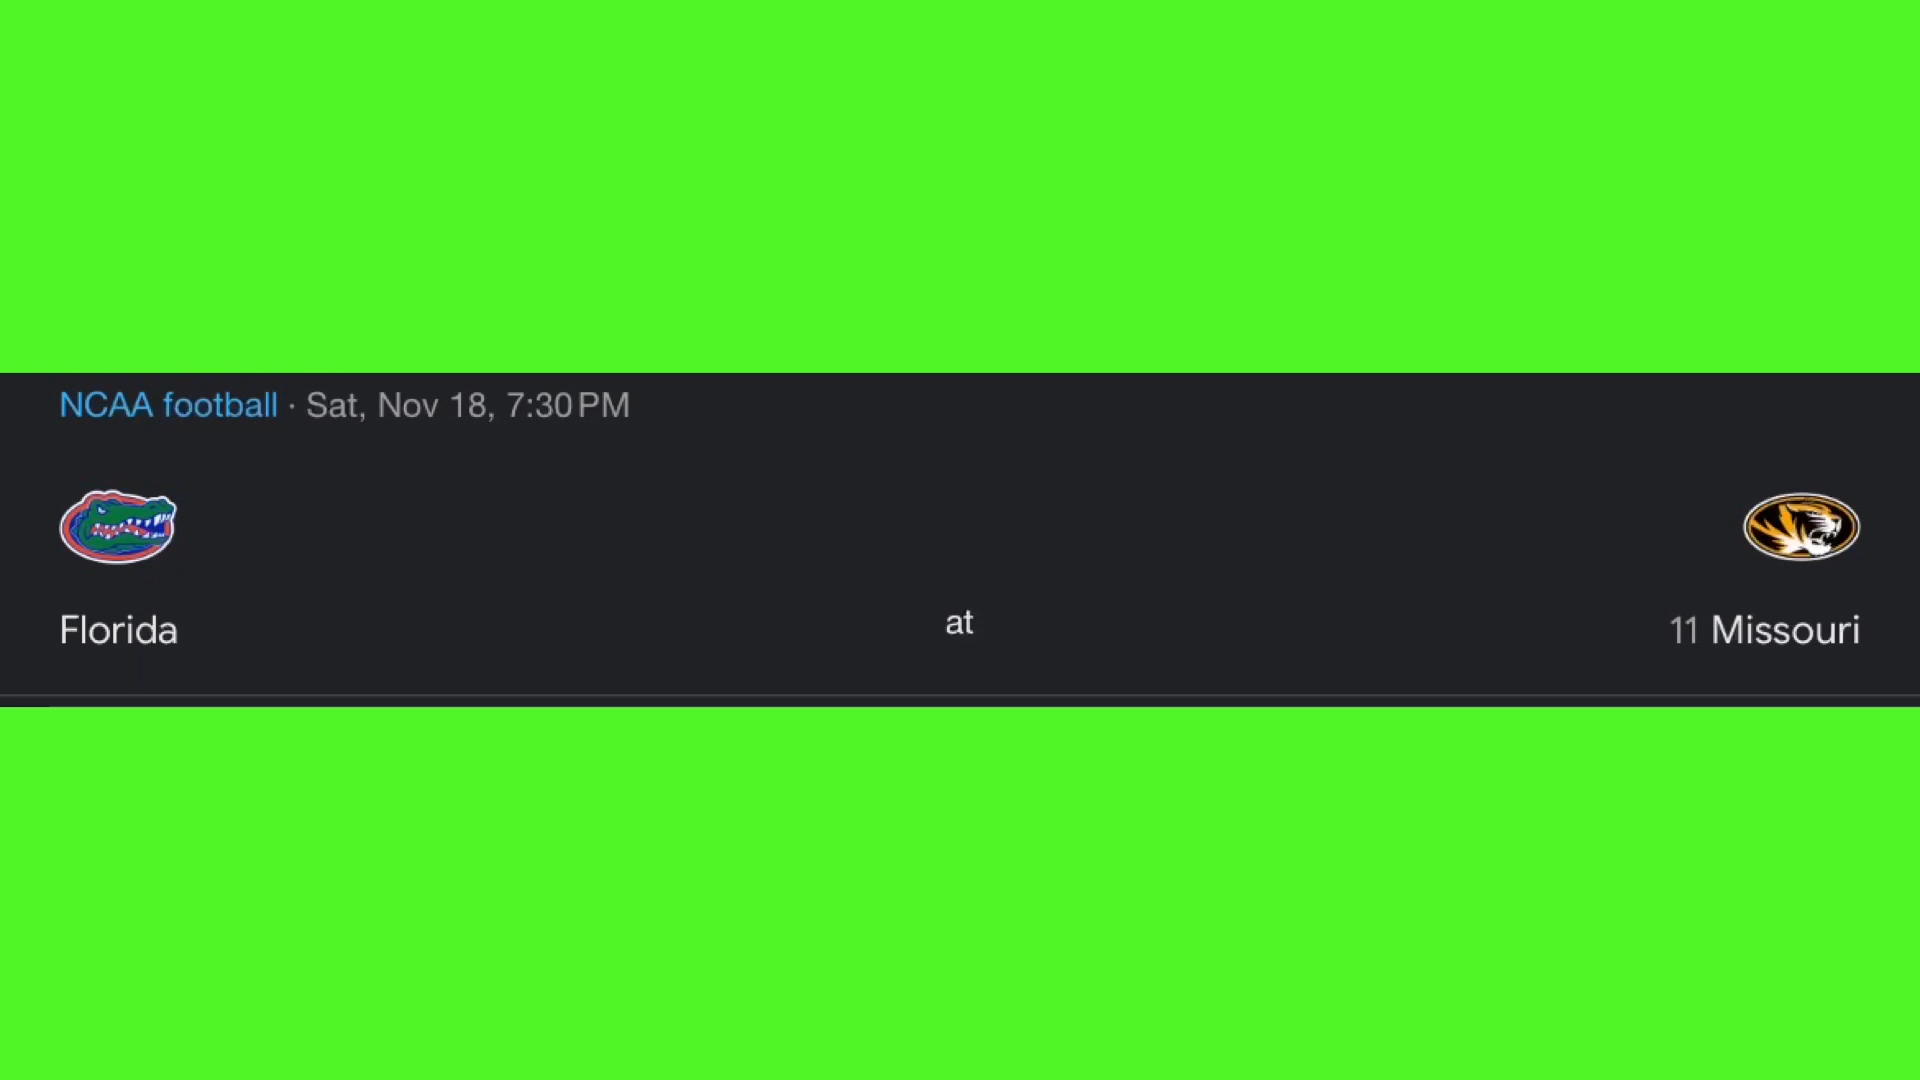 NCAA football · Sat, Nov 18, 7:30 PM
Florida
at
11 Missouri